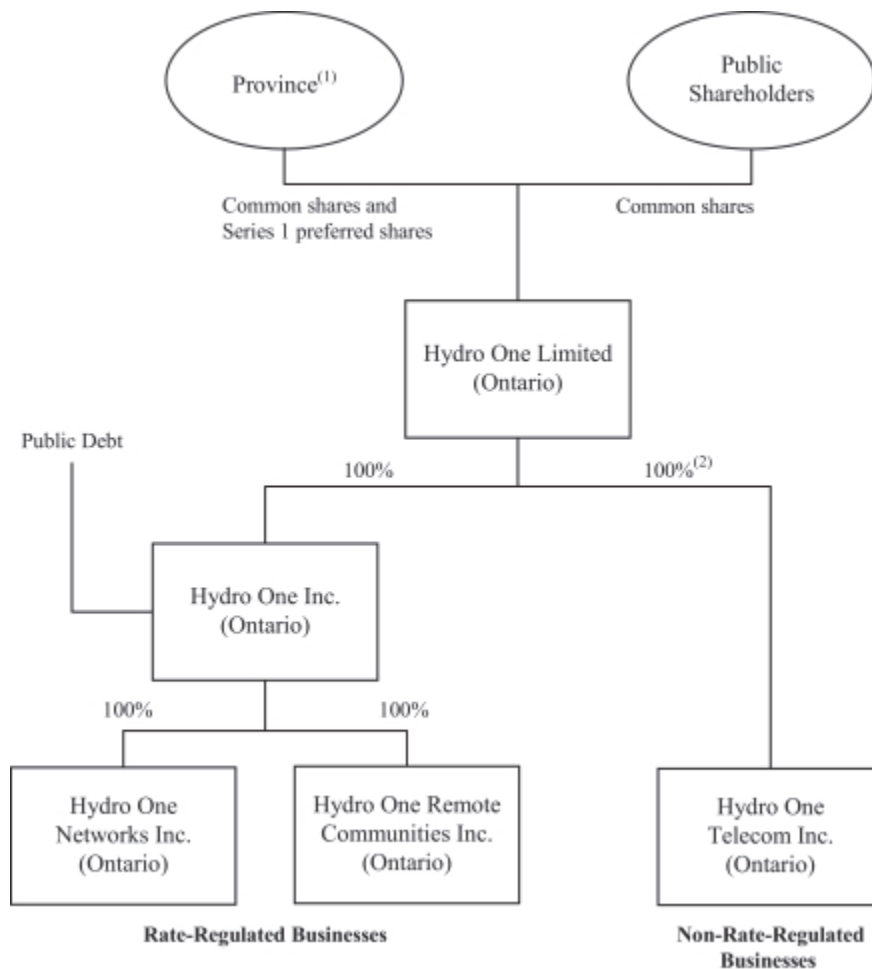 Province(1)
Public
Shareholders
Common shares and
Series 1 preferred shares
Common shares
Hydro One Limited
(Ontario)
Public Debt
100%
100%(2)
Hydro One Inc.
(Ontario)
100%
100%
Hydro One
Networks Inc.
(Ontario)
Hydro One Remote
Communities Inc.
(Ontario)
Hydro One
Telecom Inc.
(Ontario)
Rate-Regulated Businesses
Non-Rate-Regulated
Businesses